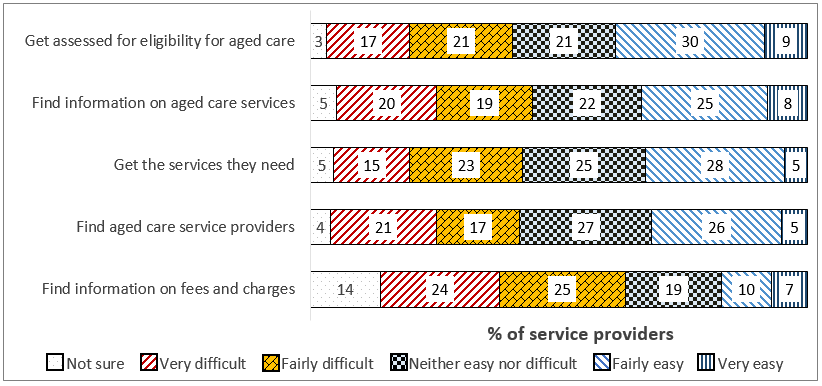 Get assessed for eligibility for aged care 3 17 21 21 30 9
Find information on aged care services 5 20 19 22 25 8
Get the services they need 5 15 23 25 28 5
Find aged care service providers 4 21 17 27 26 5
Find information on fees and charges 14 24 25 19 10 7
% of service providers
Not sure Very difficult Fairly difficult Neither easy nor difficult Fairly easy Very easy